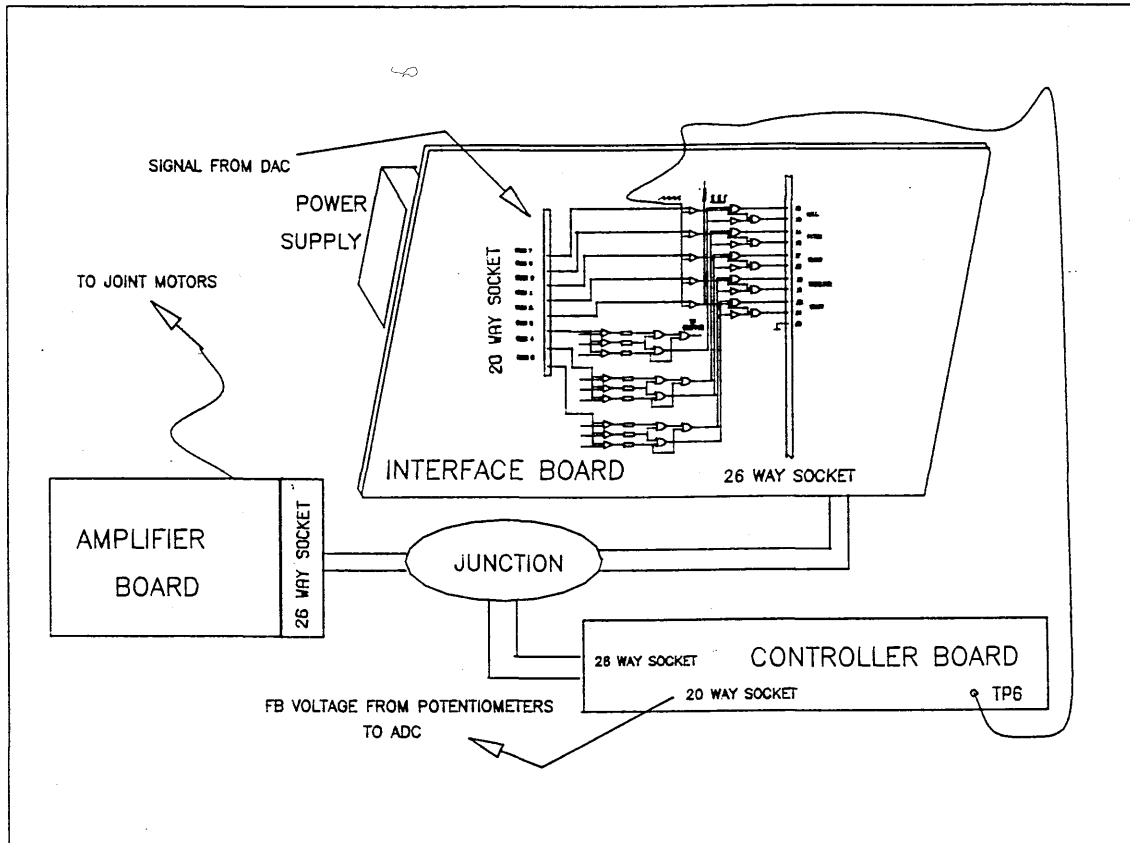 SIGNAL FROM DAC
POWER
SUPPLY
TO JOINT MOTORS
20 WAY SOCKET
INTERFACE BOARD
26 WAY SOCKET
AMPLIFIER
BOARD
26 WAY SOCKET
JUNCTION
26 WAY SOCKET
CONTROLLER BOARD
20 WAY SOCKET
TP6
FB VOLTAGE FROM POTENTIOMETERS
TO ADC